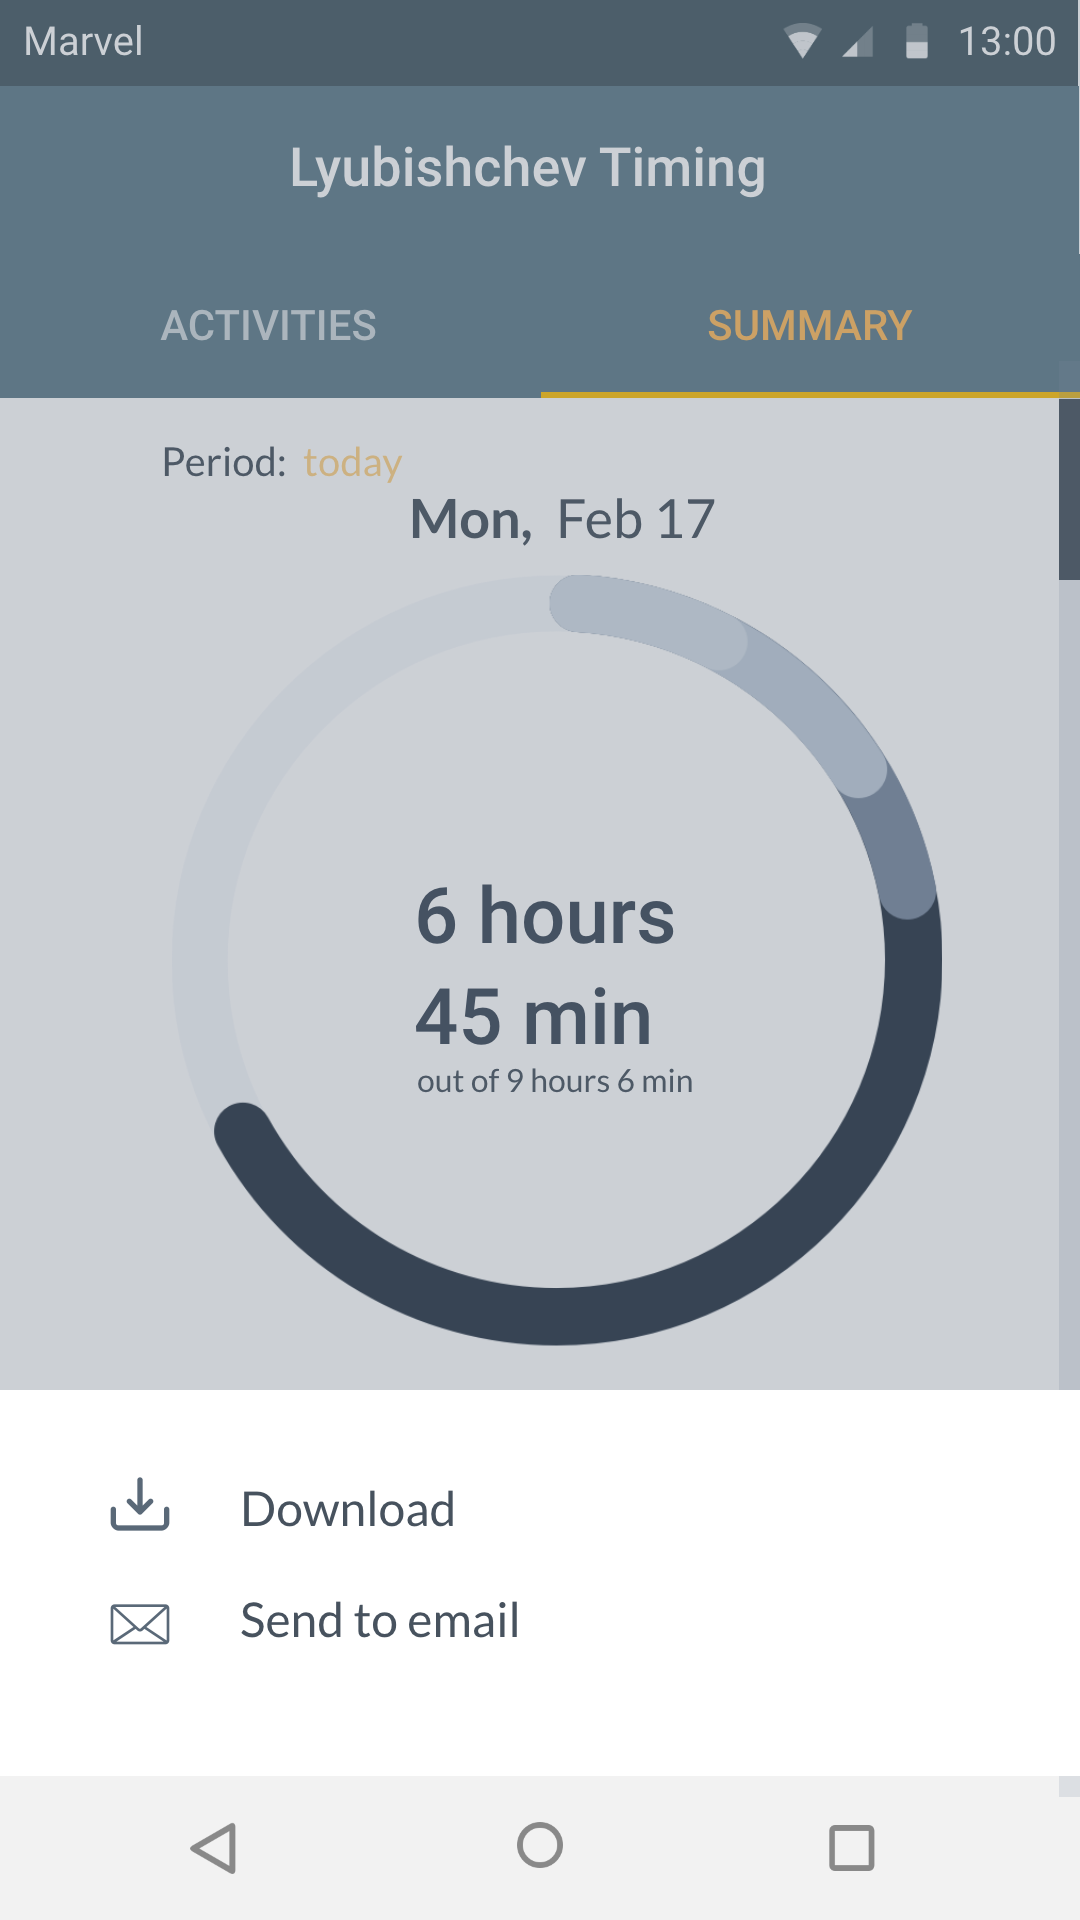 Marvel 13:00
Lyubishchev Timing
ACTIVITIES SUMMARY
Period: today
Mon, Feb 17
6 hours
45 min
out of 9 hours 6 min
Download
Send to email